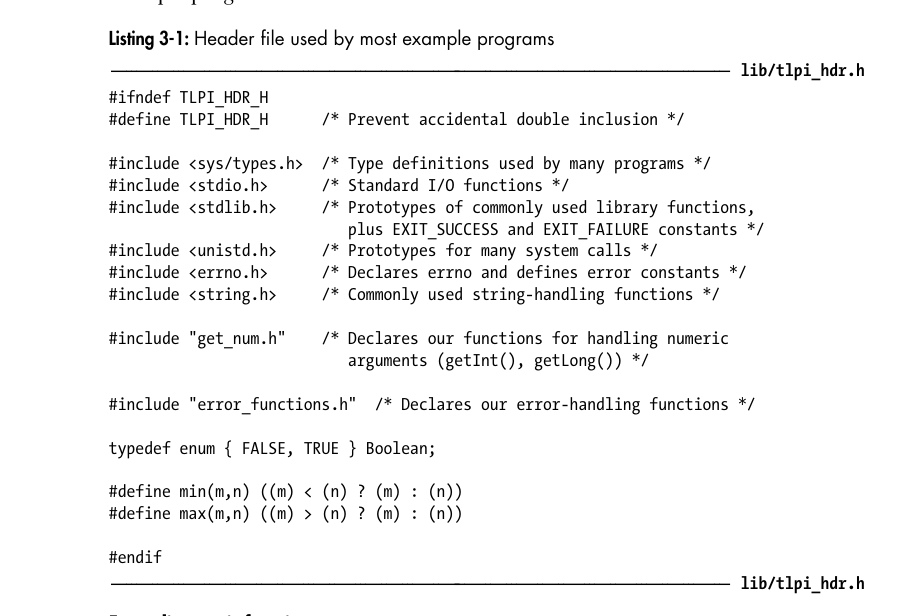 Listing 3-1: Header file used by most example programs
lib/tlpi_hdr.h
#ifndef TLPI_HDR_H
#define TLPI_HDR_H      /* Prevent accidental double inclusion */
#include <sys/types.h>  /* Type definitions used by many programs */
#include <stdio.h>      /* Standard I/O functions */
#include <stdlib.h>     /* Prototypes of commonly used library functions,
                           plus EXIT_SUCCESS and EXIT_FAILURE constants */
#include <unistd.h>     /* Prototypes for many system calls */
#include <errno.h>      /* Declares errno and defines error constants */
#include <string.h>     /* Commonly used string-handling functions */
#include "get_num.h"    /* Declares our functions for handling numeric
                           arguments (getInt(), getLong()) */
#include "error_functions.h"  /* Declares our error-handling functions */
typedef enum { FALSE, TRUE } Boolean;
#define min(m,n) ((m) < (n) ? (m) : (n))
#define max(m,n) ((m) > (n) ? (m) : (n))
#endif
lib/tlpi_hdr.h